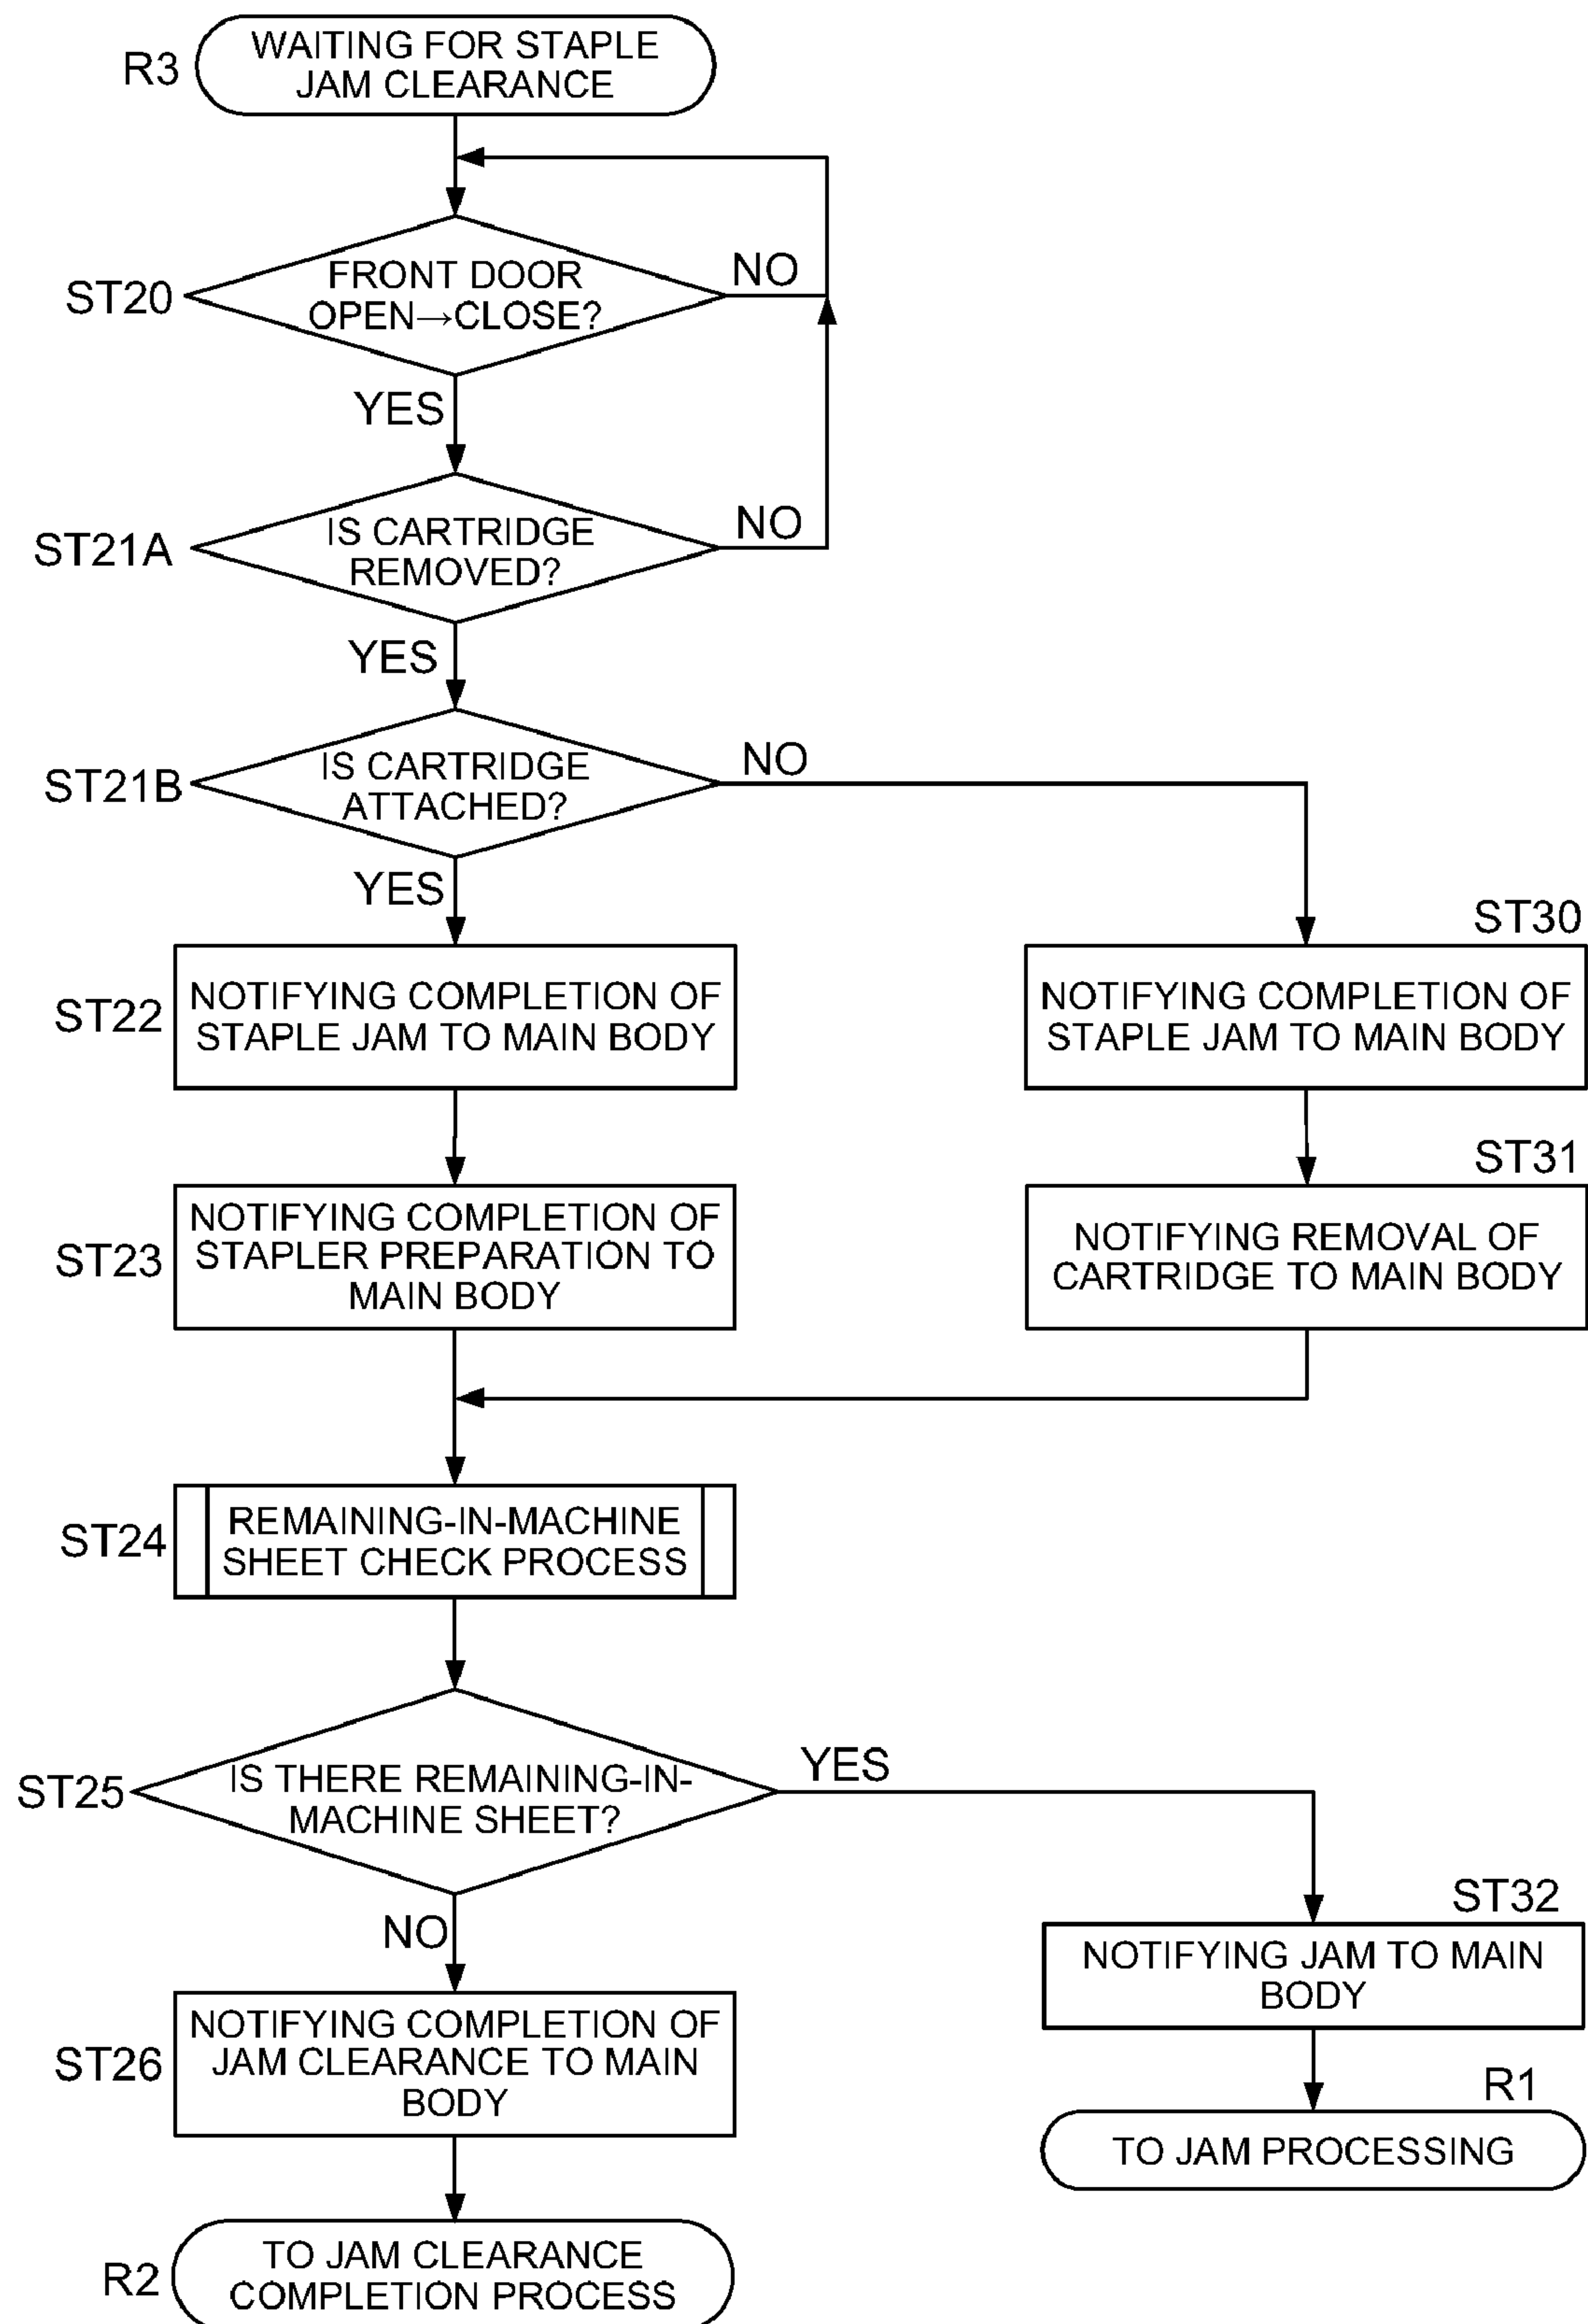 R3
WAITING FOR STAPLE
JAM CLEARANCE
ST20
FRONT DOOR
OPEN→CLOSE?
NO
YES
ST21A
IS CARTRIDGE
REMOVED?
NO
YES
ST21B
IS CARTRIDGE
ATTACHED?
NO
YES
ST22
NOTIFYING COMPLETION OF
STAPLE JAM TO MAIN BODY
ST30
NOTIFYING COMPLETION OF
STAPLE JAM TO MAIN BODY
ST23
NOTIFYING COMPLETION OF
STAPLER PREPARATION TO
MAIN BODY
ST31
NOTIFYING REMOVAL OF
CARTRIDGE TO MAIN BODY
ST24
REMAINING-IN-MACHINE
SHEET CHECK PROCESS
ST25
IS THERE REMAINING-IN-
MACHINE SHEET?
YES
NO
ST32
NOTIFYING JAM TO MAIN
BODY
ST26
NOTIFYING COMPLETION OF
JAM CLEARANCE TO MAIN
BODY
R1
TO JAM PROCESSING
R2
TO JAM CLEARANCE
COMPLETION PROCESS